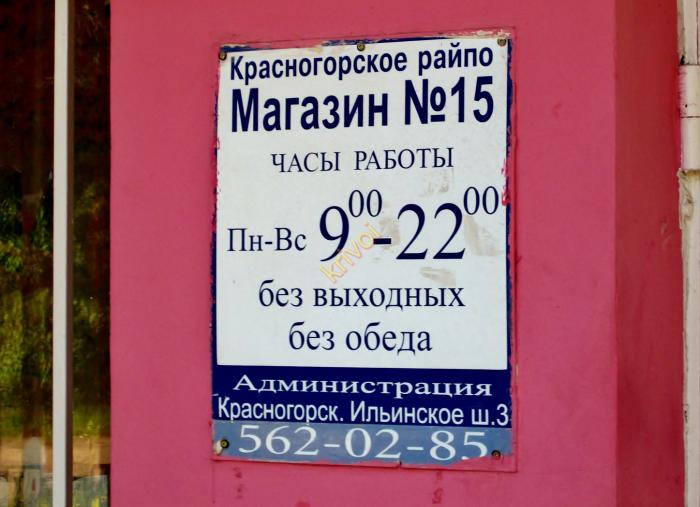 Красногорское райпо
Магазин №15
ЧАСЫ РАБОТЫ
Пн-Вс 9⁰⁰-22⁰⁰
krivoj
без выходных
без обеда
Администрация
Красногорск. Ильинское ш.3
562-02-85